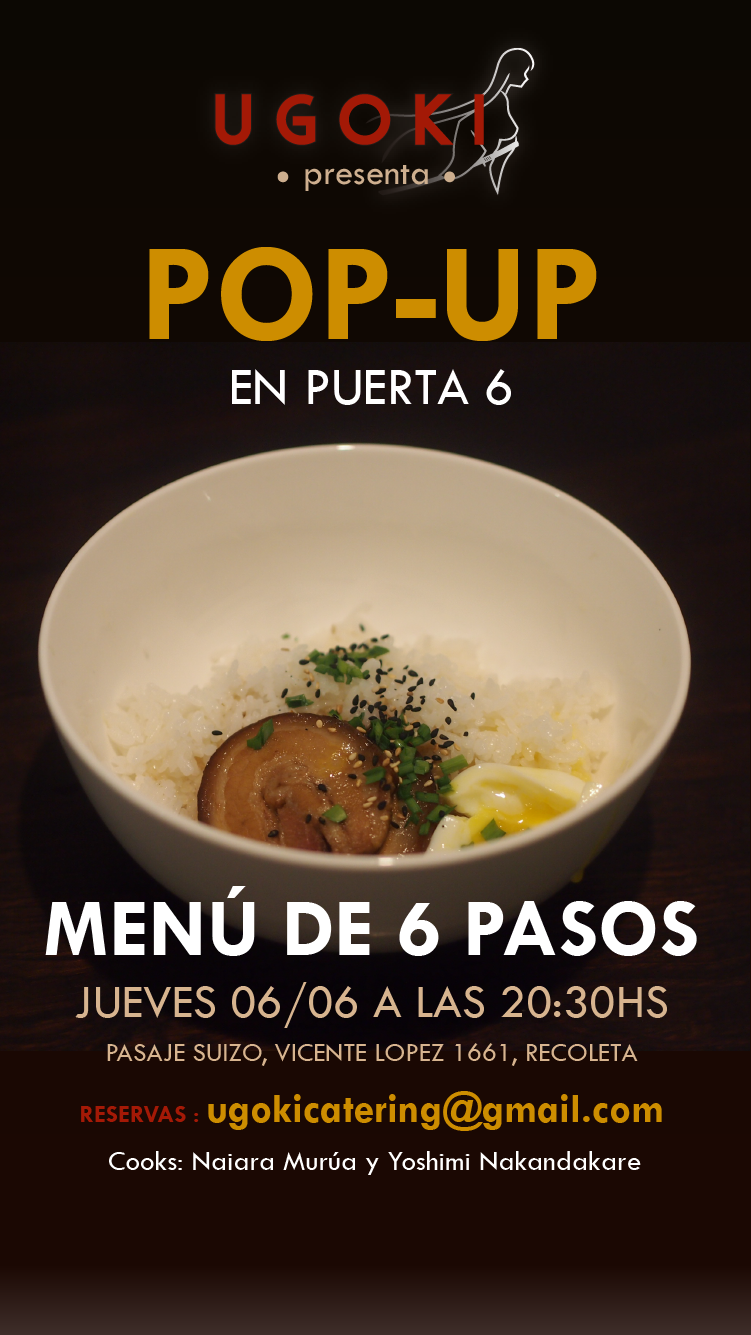 UGOKI
• presenta •
POP-UP
EN PUERTA 6
MENÚ DE 6 PASOS
JUEVES 06/06 A LAS 20:30HS
PASAJE SUIZO, VICENTE LOPEZ 1661, RECOLETA
RESERVAS : ugokicatering@gmail.com
Cooks: Naiara Murúa y Yoshimi Nakandakare